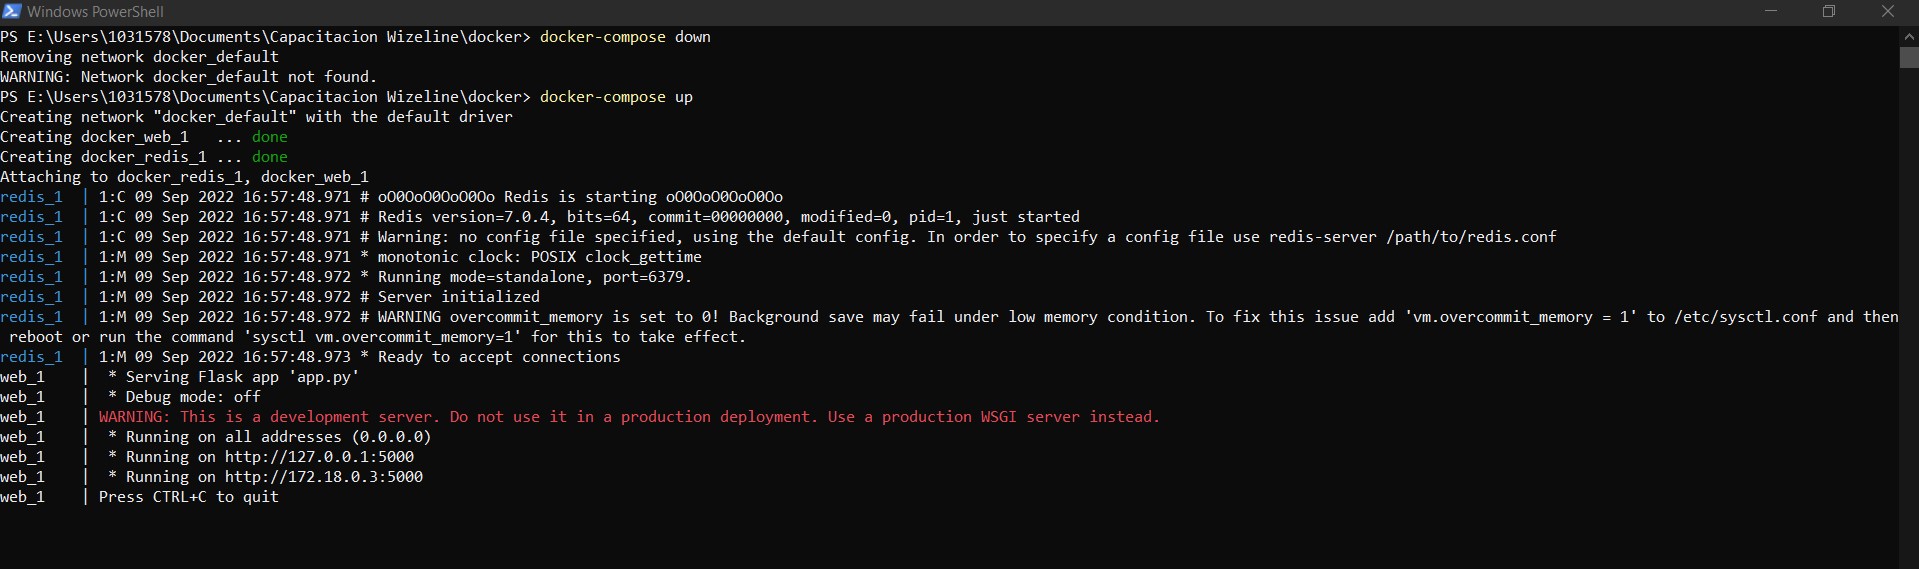 Windows PowerShell
PS E:\Users\1031578\Documents\Capacitacion Wizeline\docker> docker-compose down
Removing network docker_default
WARNING: Network docker_default not found.
PS E:\Users\1031578\Documents\Capacitacion Wizeline\docker> docker-compose up
Creating network "docker_default" with the default driver
Creating docker_web_1   ... done
Creating docker_redis_1 ... done
Attaching to docker_redis_1, docker_web_1
redis_1  | 1:C 09 Sep 2022 16:57:48.971 # oO0OoO0OoO0Oo Redis is starting oO0OoO0OoO0Oo
redis_1  | 1:C 09 Sep 2022 16:57:48.971 # Redis version=7.0.4, bits=64, commit=00000000, modified=0, pid=1, just started
redis_1  | 1:C 09 Sep 2022 16:57:48.971 # Warning: no config file specified, using the default config. In order to specify a config file use redis-server /path/to/redis.conf
redis_1  | 1:M 09 Sep 2022 16:57:48.971 * monotonic clock: POSIX clock_gettime
redis_1  | 1:M 09 Sep 2022 16:57:48.972 * Running mode=standalone, port=6379.
redis_1  | 1:M 09 Sep 2022 16:57:48.972 # Server initialized
redis_1  | 1:M 09 Sep 2022 16:57:48.972 # WARNING overcommit_memory is set to 0! Background save may fail under low memory condition. To fix this issue add 'vm.overcommit_memory = 1' to /etc/sysctl.conf and then
 reboot or run the command 'sysctl vm.overcommit_memory=1' for this to take effect.
redis_1  | 1:M 09 Sep 2022 16:57:48.973 * Ready to accept connections
web_1    |  * Serving Flask app 'app.py'
web_1    |  * Debug mode: off
web_1    | WARNING: This is a development server. Do not use it in a production deployment. Use a production WSGI server instead.
web_1    |  * Running on all addresses (0.0.0.0)
web_1    |  * Running on http://127.0.0.1:5000
web_1    |  * Running on http://172.18.0.3:5000
web_1    | Press CTRL+C to quit